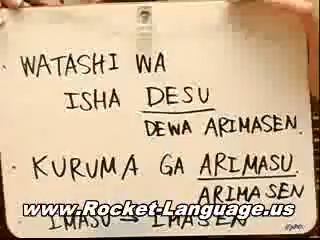 · WATASHI WA
ISHA DESU
DEWA ARIMASEN.
· KURUMA GA ARIMASU.
ARIMASEN
IMASU → IMASEN
www.Rocket-Language.us